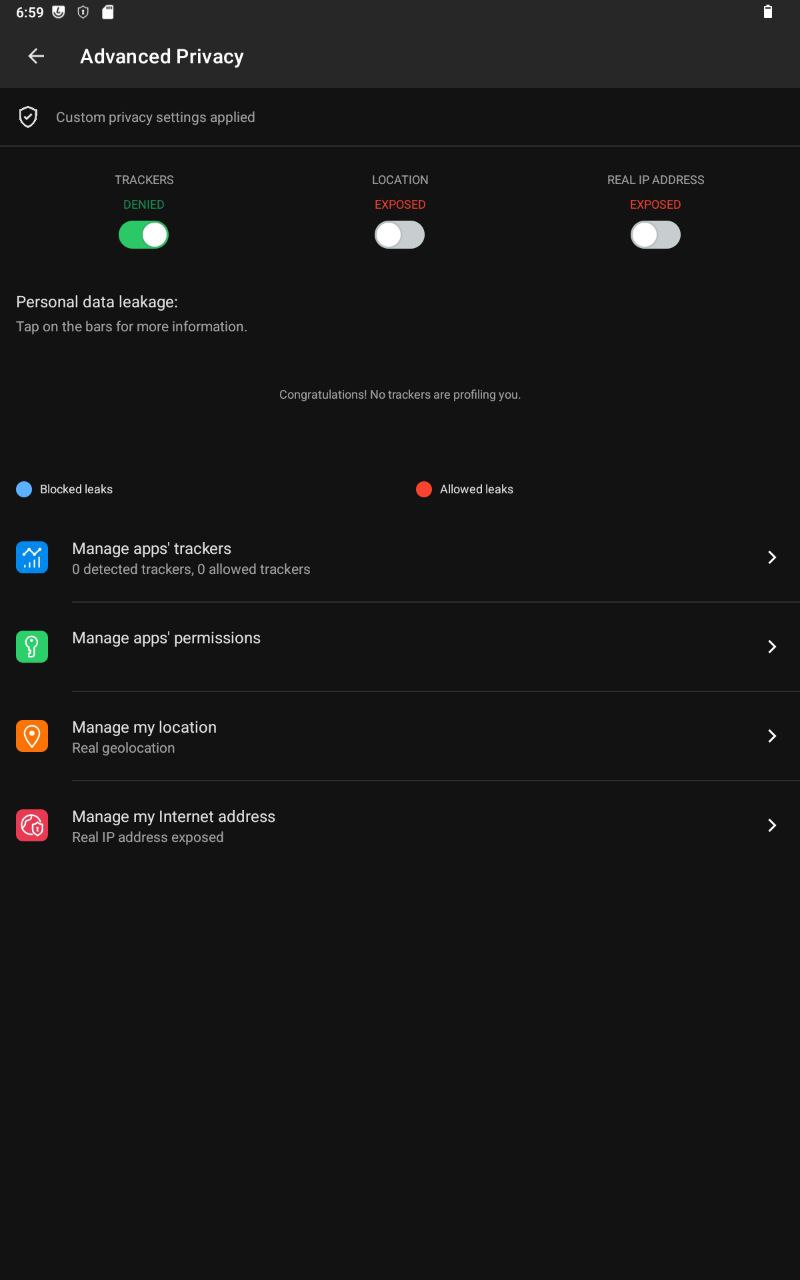 6:59
Advanced Privacy
Custom privacy settings applied
TRACKERS
DENIED
LOCATION
EXPOSED
REAL IP ADDRESS
EXPOSED
Personal data leakage:
Tap on the bars for more information.
Congratulations! No trackers are profiling you.
Blocked leaks
Allowed leaks
Manage apps' trackers
0 detected trackers, 0 allowed trackers
Manage apps' permissions
Manage my location
Real geolocation
Manage my Internet address
Real IP address exposed